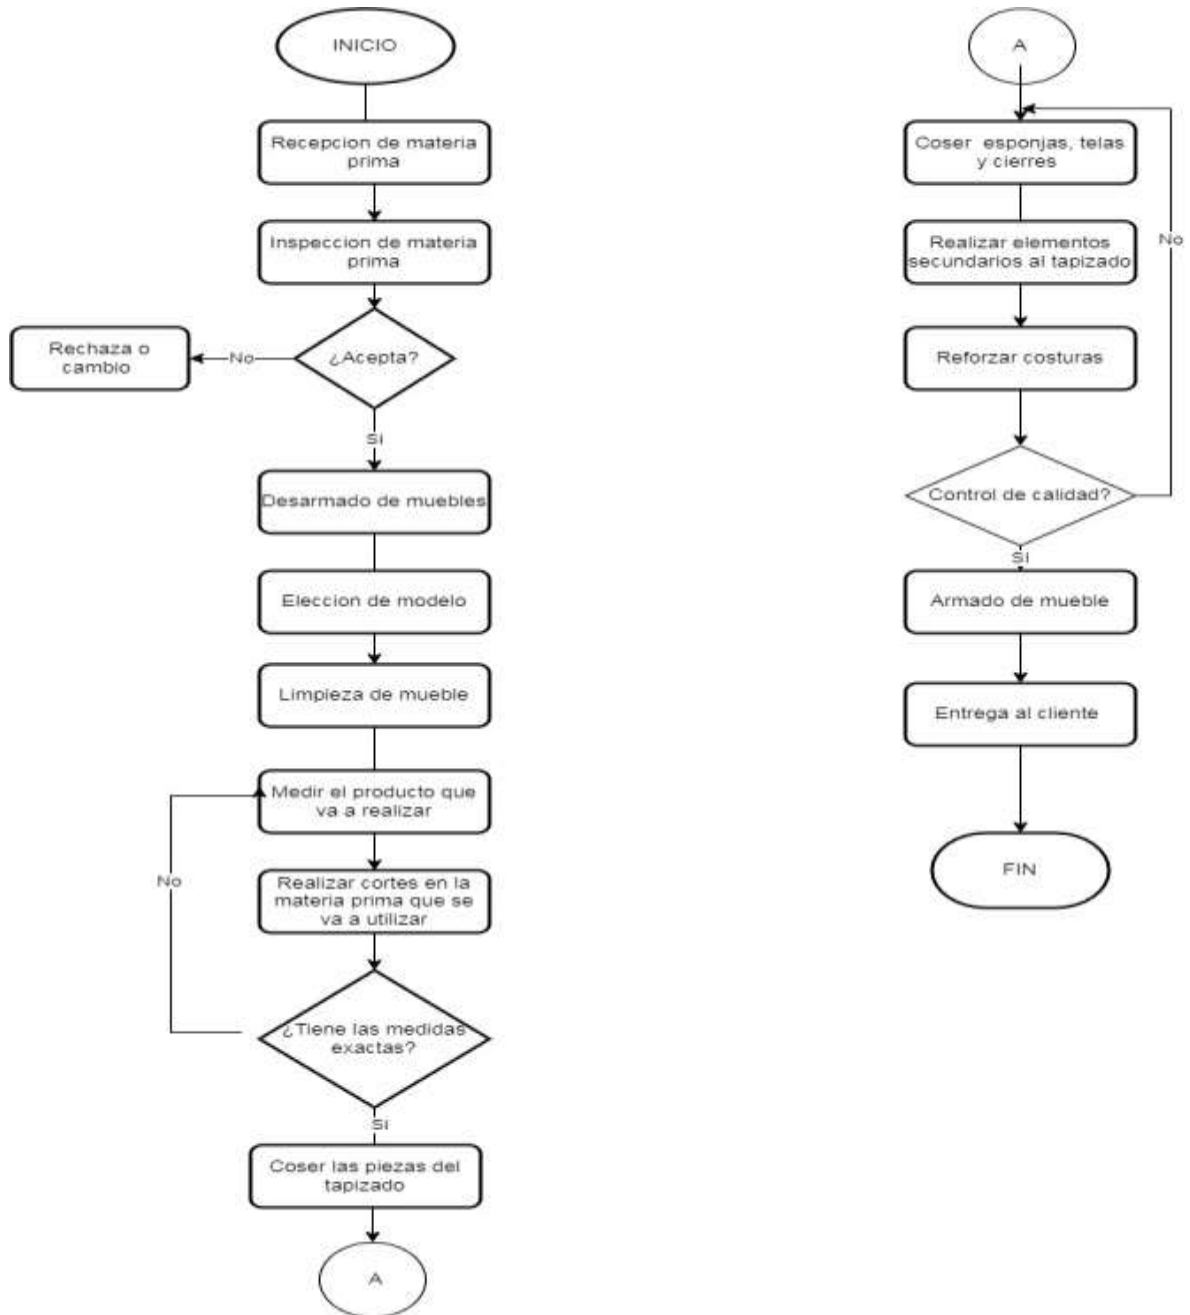 INICIO
Recepcion de materia
prima
Inspeccion de materia
prima
¿Acepta?
No
Rechaza o
cambio
Si
Desarmado de muebles
Eleccion de modelo
Limpieza de mueble
Medir el producto que
va a realizar
No
Realizar cortes en la
materia prima que se
va a utilizar
¿Tiene las medidas
exactas?
Si
Coser las piezas del
tapizado
A
A
Coser esponjas, telas
y cierres
No
Realizar elementos
secundarios al tapizado
Reforzar costuras
Control de calidad?
Si
Armado de mueble
Entrega al cliente
FIN